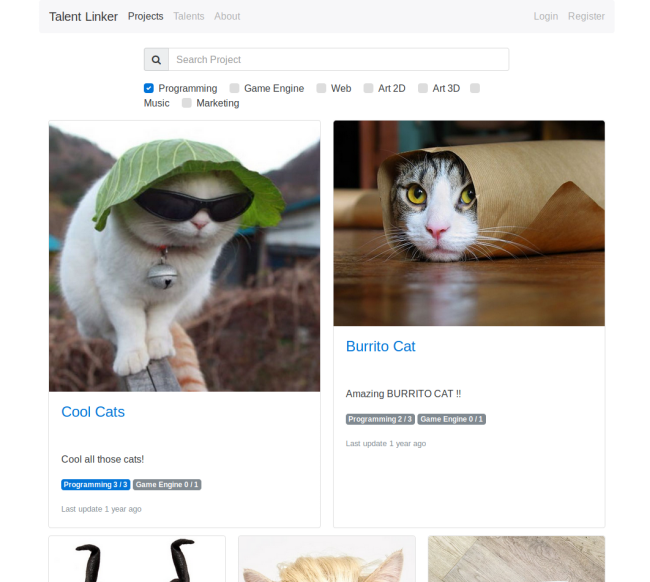 Talent Linker Projects Talents About Login Register
Search Project
Programming Game Engine Web Art 2D Art 3D
Music Marketing
Cool Cats
Cool all those cats!
Programming 3 / 3 Game Engine 0 / 1
Last update 1 year ago
Burrito Cat
Amazing BURRITO CAT !!
Programming 2 / 3 Game Engine 0 / 1
Last update 1 year ago